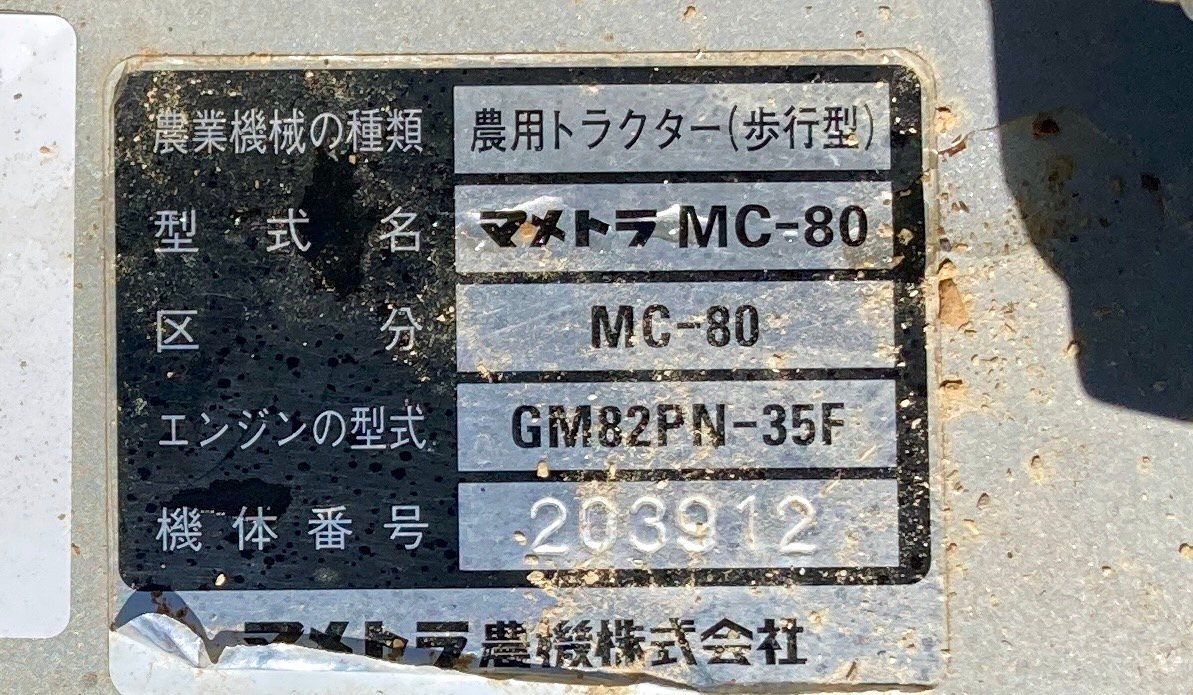 農業機械の種類 農用トラクター(歩行型)
型式名 マメトラ MC-80
区分 MC-80
エンジンの型式 GM82PN-35F
機体番号 203912
マメトラ農機株式会社